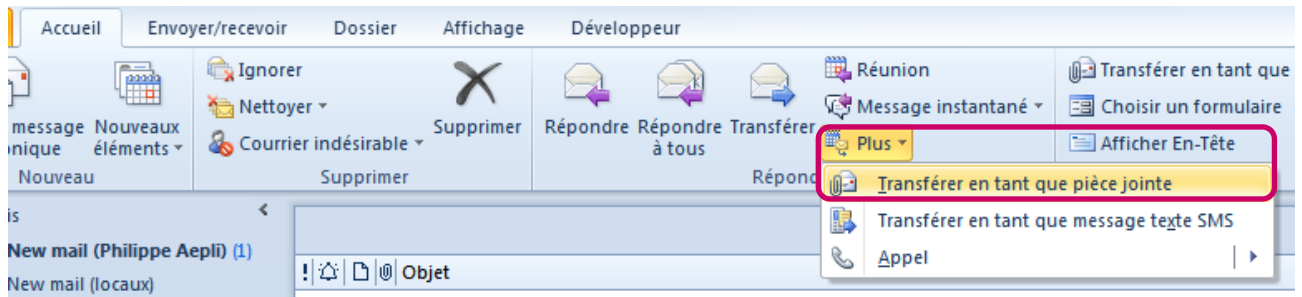 Accueil Envoyer/recevoir Dossier Affichage Développeur
Ignorer
Nettoyer
Courrier indésirable
message
Nouveaux
éléments
Nouveau
Supprimer
Supprimer
Répondre
Répondre
à tous
Transférer
Réunion
Message instantané
Plus
Transférer en tant que
Choisir un formulaire
Afficher En-Tête
Transférer en tant que pièce jointe
Transférer en tant que message texte SMS
Appel
New mail (Philippe Aepli) (1)
New mail (locaux)
! Objet